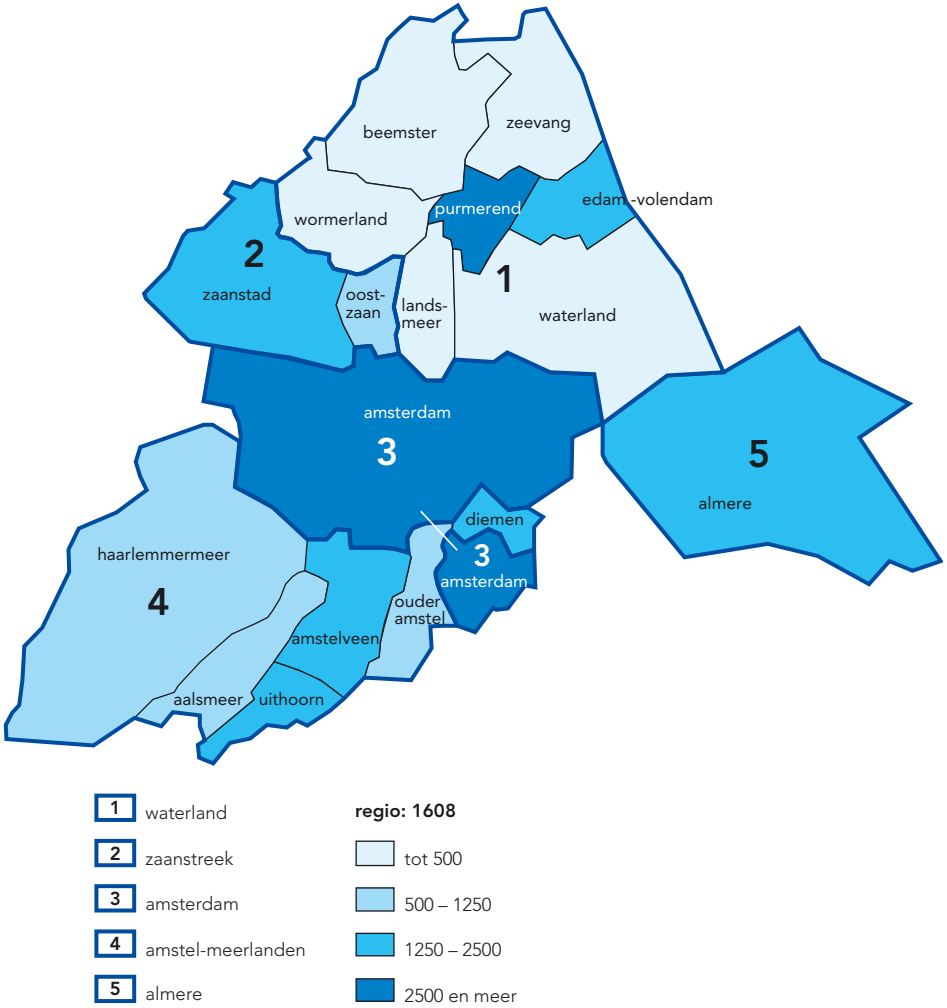 beemster
zeevang
edam-volendam
purmerend
wormerland
2
1
zaanstad
oost-
zaan
lands-
meer
waterland
amsterdam
3
5
almere
diemen
3
amsterdam
haarlemmermeer
4
ouder
amstel
amstelveen
aalsmeer
uithoorn
1 waterland
2 zaanstreek
3 amsterdam
4 amstel-meerlanden
5 almere
regio: 1608
tot 500
500 – 1250
1250 – 2500
2500 en meer